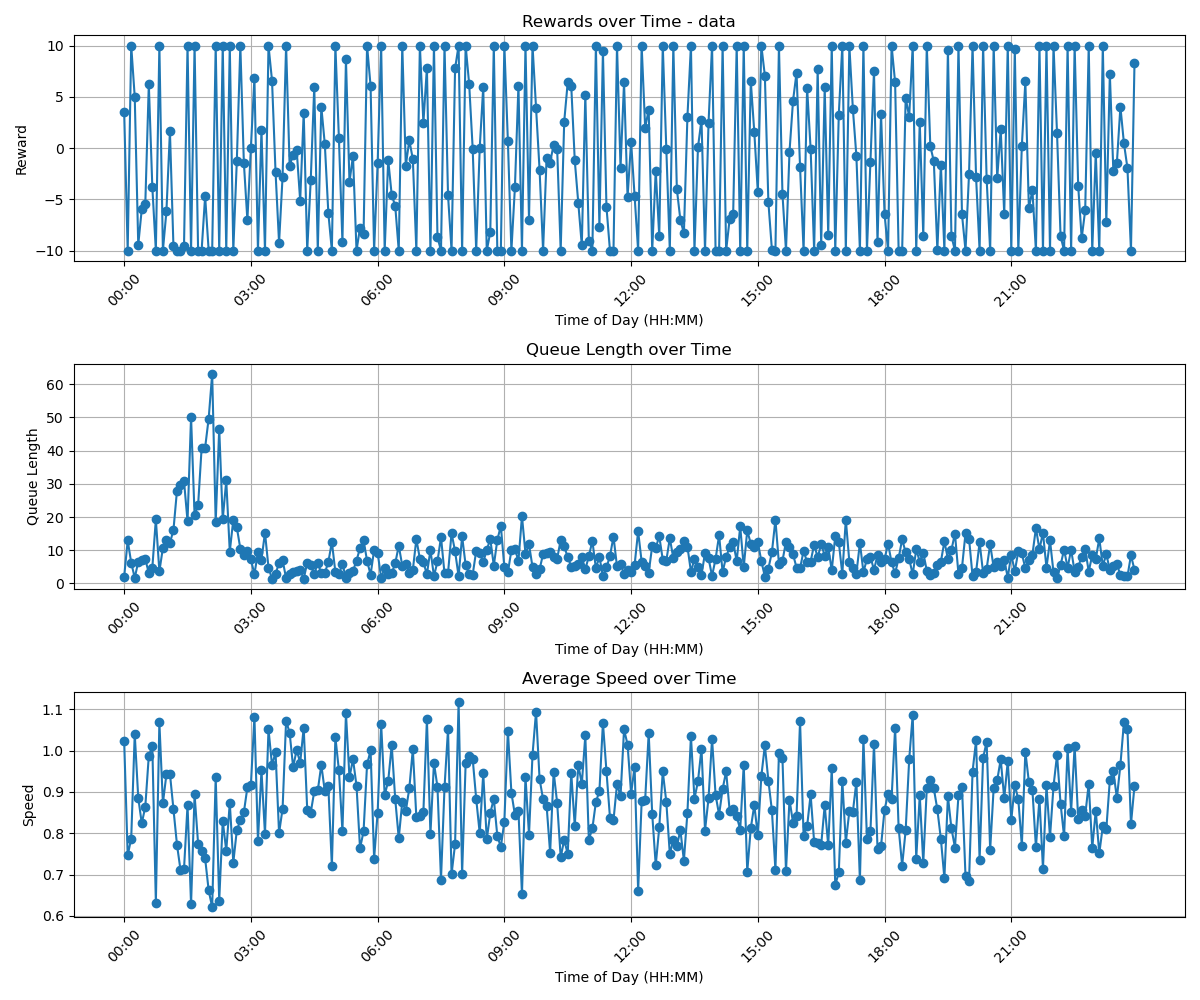 Rewards over Time - data
10
5
0
−5
−10
Reward
00:00 03:00 06:00 09:00 12:00 15:00 18:00 21:00
Time of Day (HH:MM)
Queue Length over Time
60
50
40
30
20
10
0
Queue Length
00:00 03:00 06:00 09:00 12:00 15:00 18:00 21:00
Time of Day (HH:MM)
Average Speed over Time
1.1
1.0
0.9
0.8
0.7
0.6
Speed
00:00 03:00 06:00 09:00 12:00 15:00 18:00 21:00
Time of Day (HH:MM)